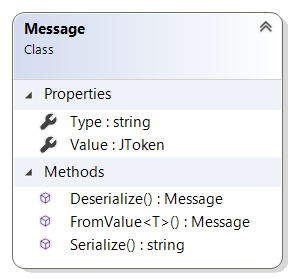 Message
Class
Properties
Type : string
Value : JToken
Methods
Deserialize() : Message
FromValue<T>() : Message
Serialize() : string